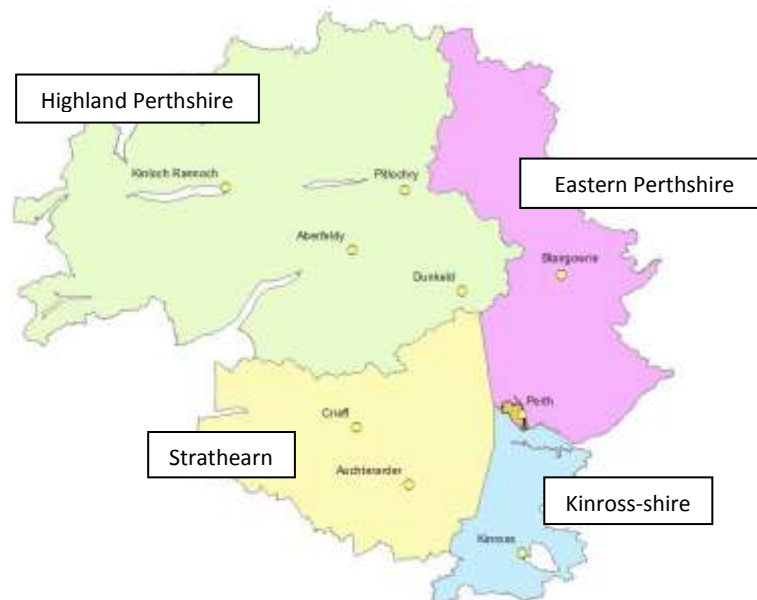 Highland Perthshire
Kinloch Rannoch
Pitlochry
Eastern Perthshire
Aberfeldy
Blairgowrie
Dunkeld
Perth
Crieff
Strathearn
Auchterarder
Kinross-shire
Kinross